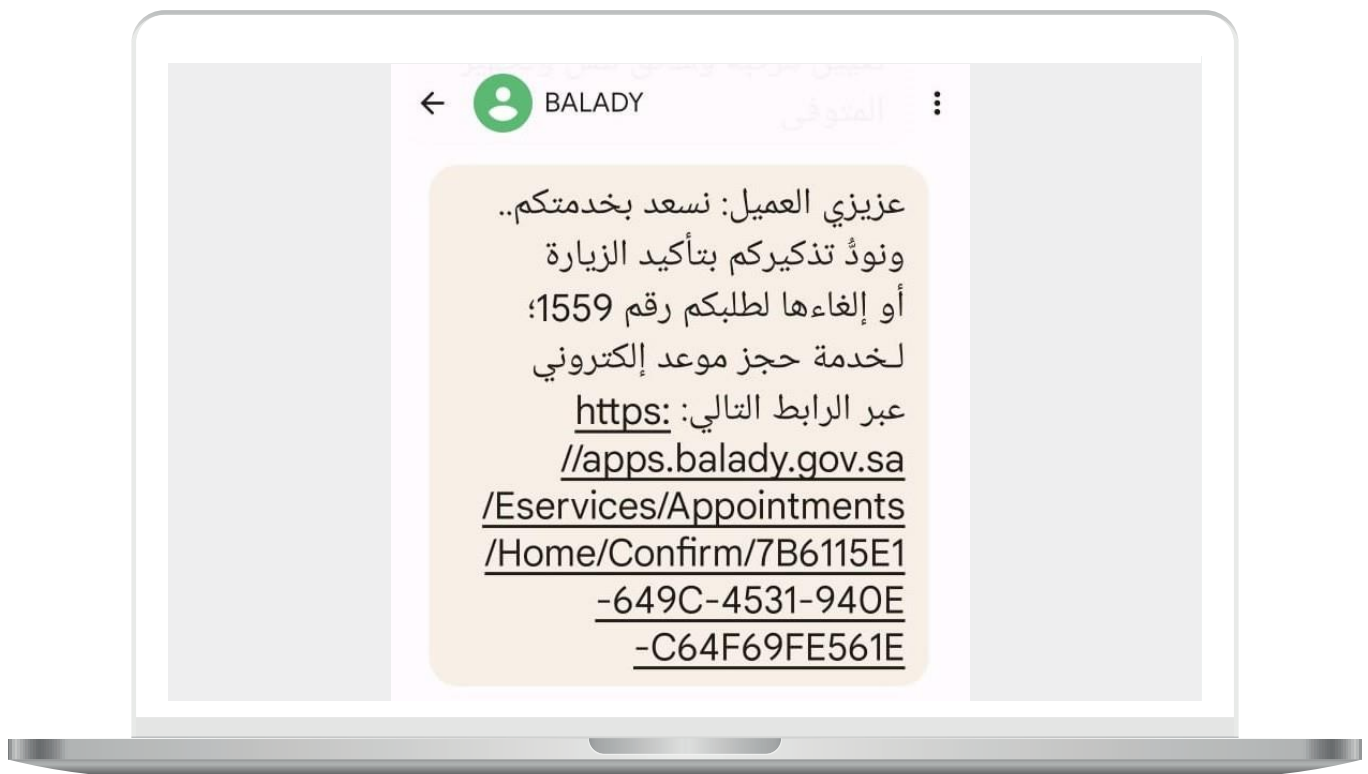 BALADY
المتوفى
عزيزي العميل: نسعد بخدمتكم..
ونودُّ تذكيركم بتأكيد الزيارة
أو إلغاءها لطلبكم رقم 1559؛
لـخدمة حجز موعد إلكتروني
عبر الرابط التالي: https:
//apps.balady.gov.sa
/Eservices/Appointments
/Home/Confirm/7B6115E1
-649C-4531-940E
-C64F69FE561E